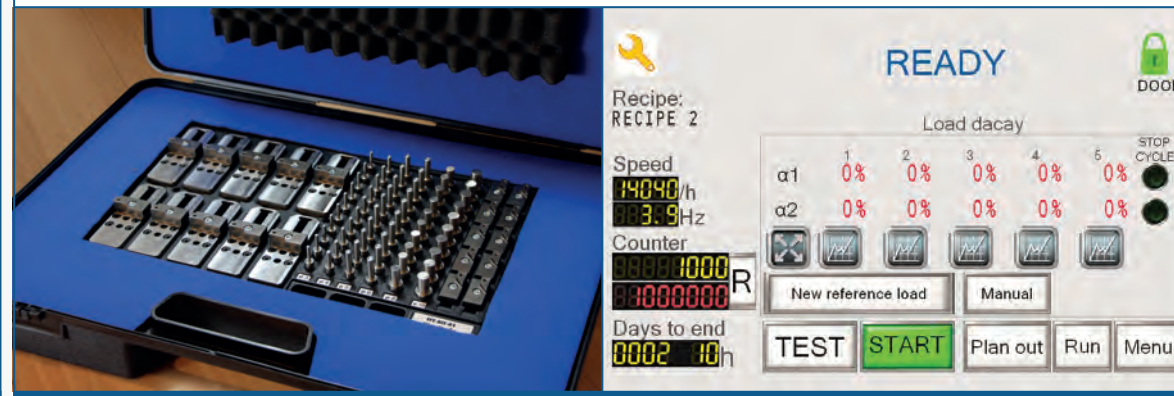 READY
DOOR
Recipe:
RECIPE 2
Load dacay
STOP
CYCLE
Speed
14040/h
3.9Hz
1 2 3 4 5
α1 0% 0% 0% 0% 0%
α2 0% 0% 0% 0% 0%
Counter
1000
1000000
R
New reference load
Manual
Days to end
0002 10h
TEST
START
Plan out
Run
Menu